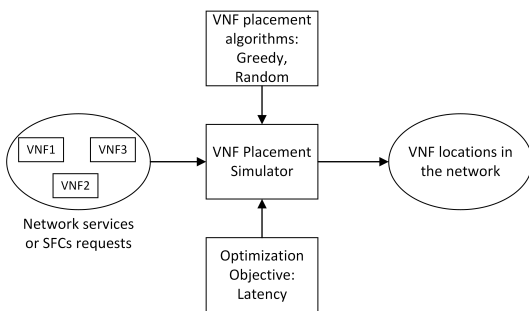 VNF placement
algorithms:
Greedy,
Random
VNF1
VNF3
VNF2
Network services
or SFCs requests
VNF Placement
Simulator
VNF locations in
the network
Optimization
Objective:
Latency